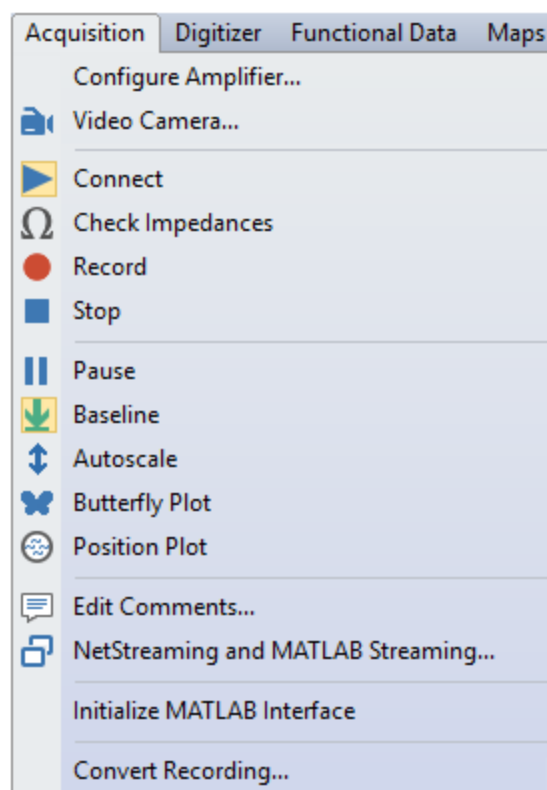 Acquisition Digitizer Functional Data Maps
Configure Amplifier...
Video Camera...
Connect
Check Impedances
Record
Stop
Pause
Baseline
Autoscale
Butterfly Plot
Position Plot
Edit Comments...
NetStreaming and MATLAB Streaming...
Initialize MATLAB Interface
Convert Recording...